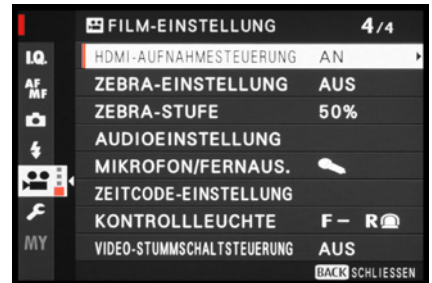 FILM-EINSTELLUNG 4/4
I.Q.
HDMI-AUFNAHMESTEUERUNG AN
AF MF
ZEBRA-EINSTELLUNG AUS
ZEBRA-STUFE 50%
AUDIOEINSTELLUNG
MIKROFON/FERNAUS.
ZEITCODE-EINSTELLUNG
KONTROLLLEUCHTE F– R
MY
VIDEO-STUMMSCHALTSTEUERUNG AUS
BACK SCHLIESSEN